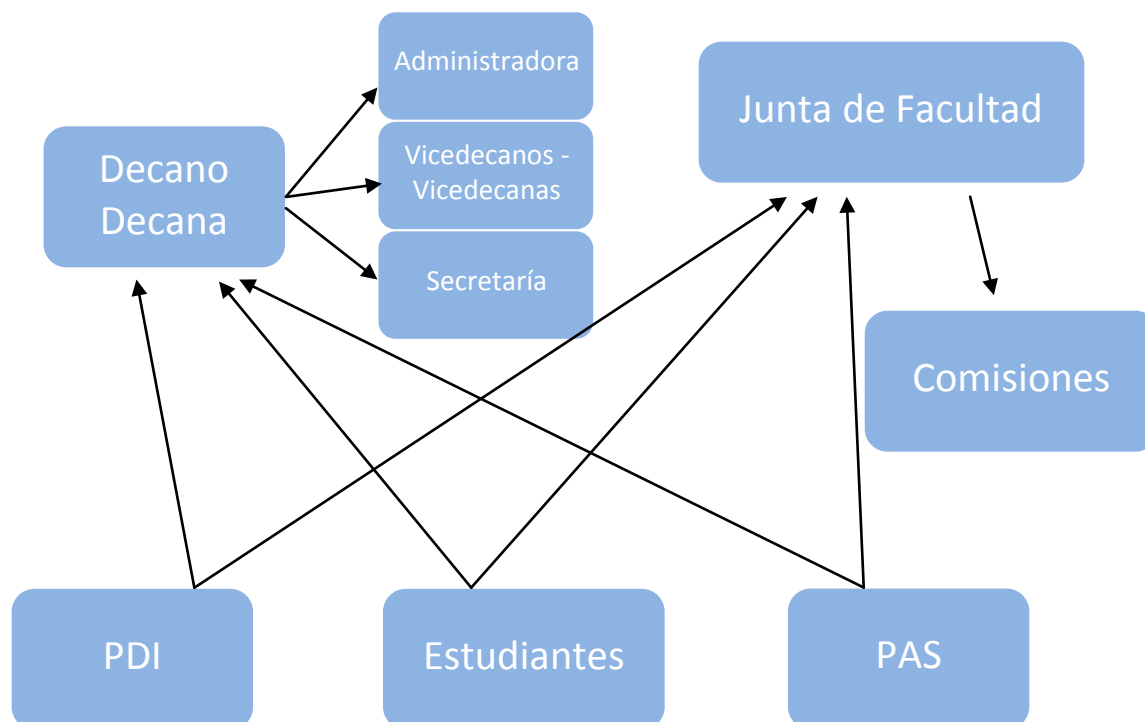 Administradora
Junta de Facultad
Decano
Decana
Vicedecanos -
Vicedecanas
Secretaría
Comisiones
PDI
Estudiantes
PAS